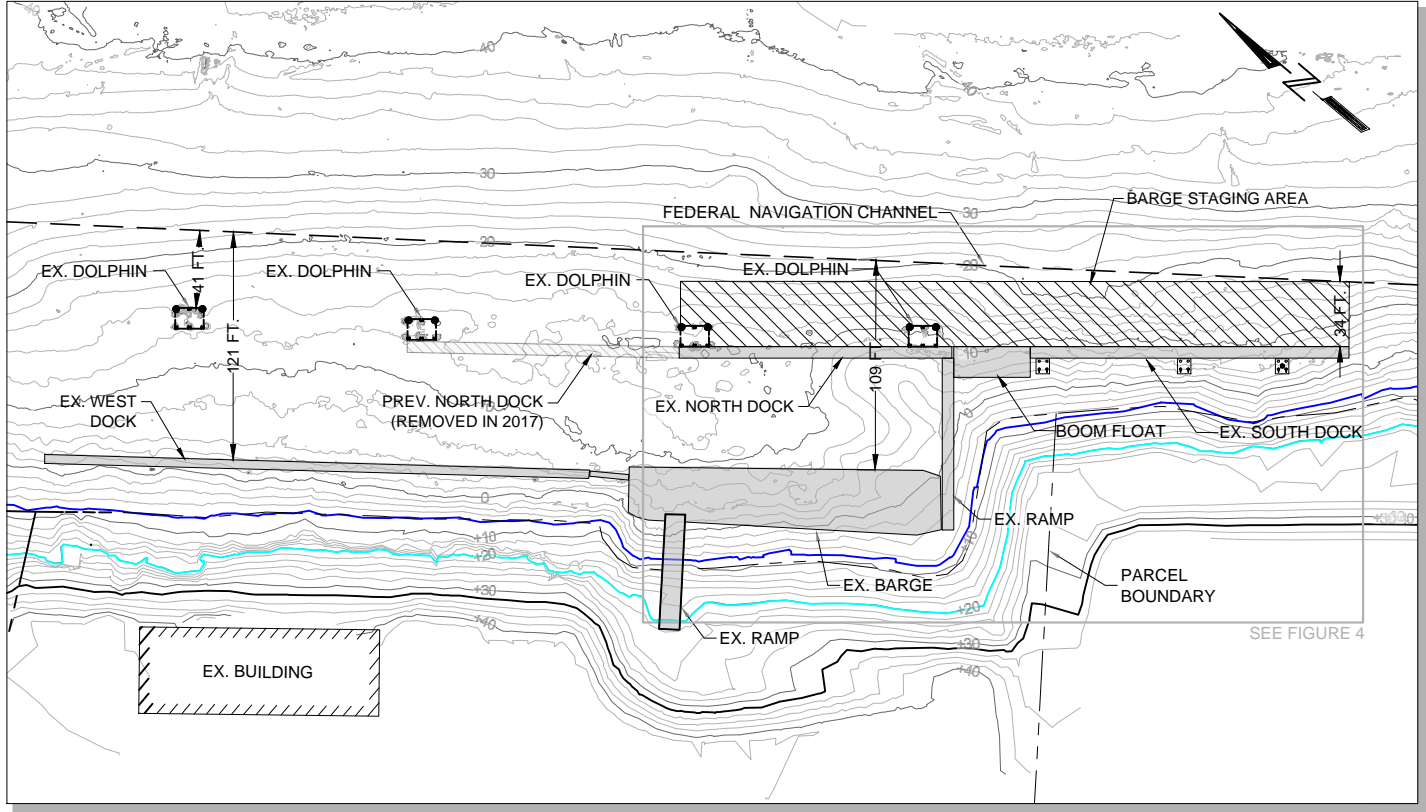 40
40
40
30
30
FEDERAL NAVIGATION CHANNEL
BARGE STAGING AREA
20
20
EX. DOLPHIN
41 FT.
EX. DOLPHIN
EX. DOLPHIN
EX. DOLPHIN
121 FT.
109 FT.
34 FT.
10
EX. WEST
DOCK
PREV. NORTH DOCK
(REMOVED IN 2017)
EX. NORTH DOCK
0
BOOM FLOAT
EX. SOUTH DOCK
0
+10
+20
+30
+40
EX. RAMP
+10
EX. BARGE
PARCEL
BOUNDARY
+20
EX. RAMP
SEE FIGURE 4
+30
+40
EX. BUILDING